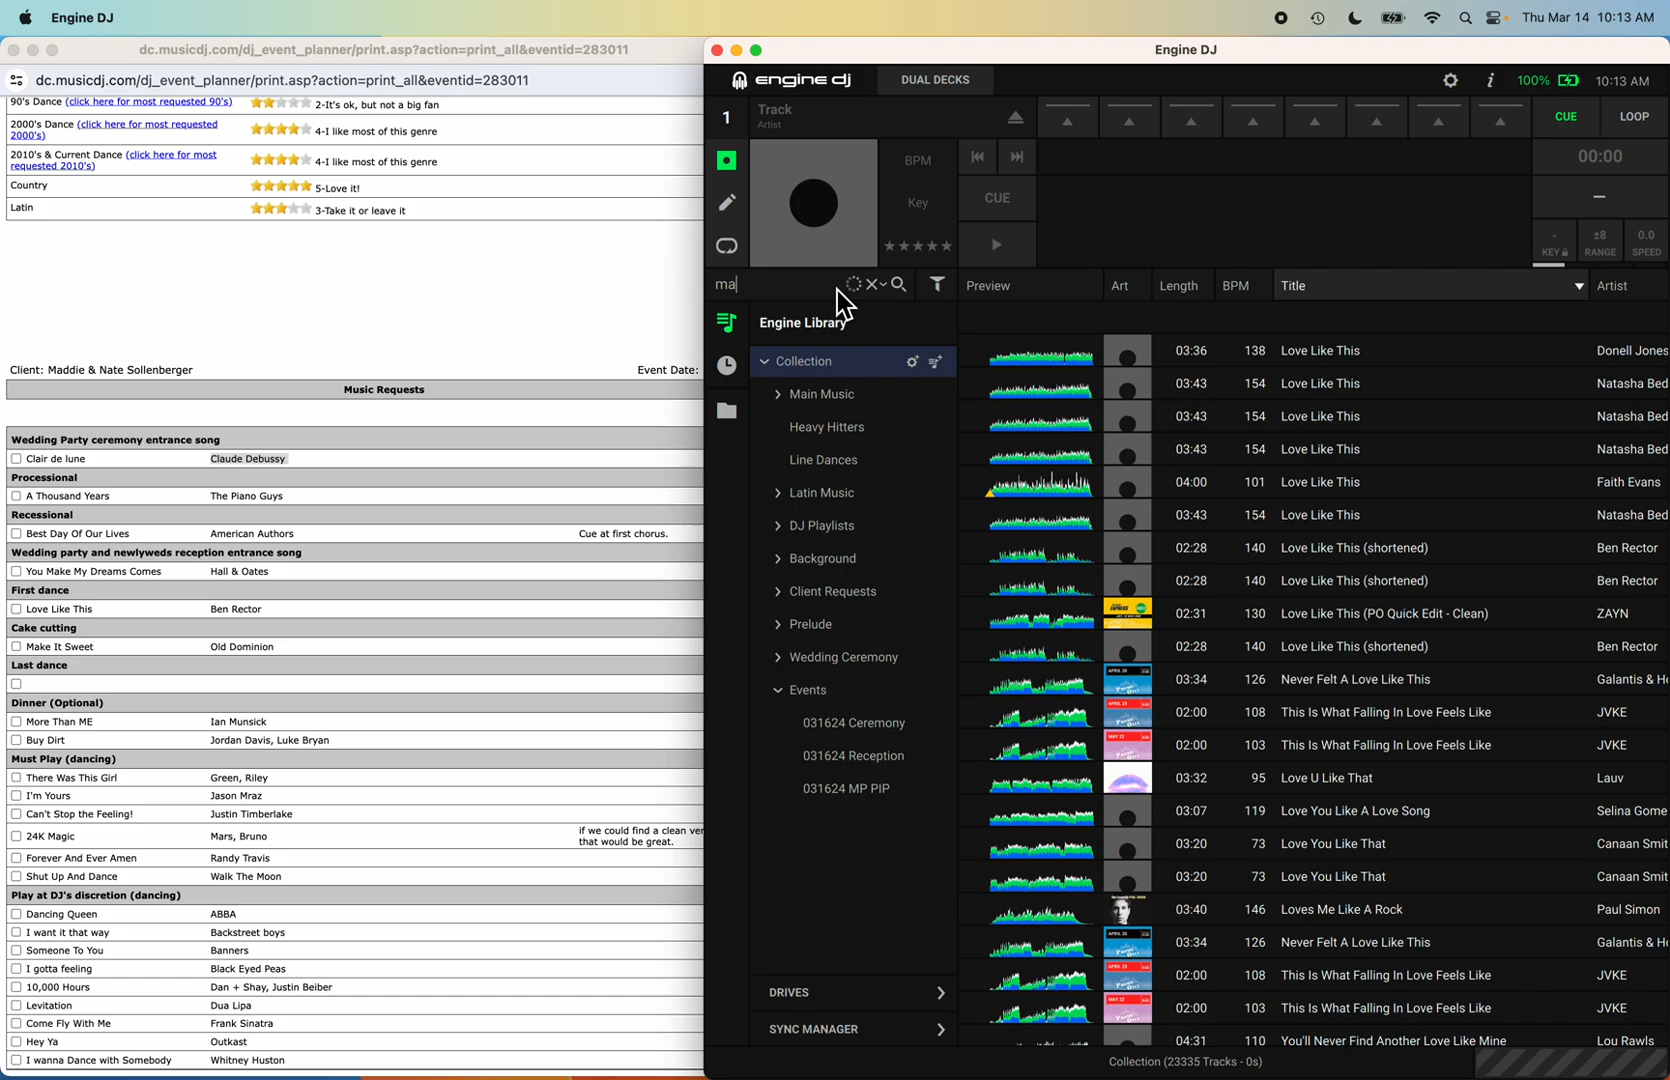 Engine DJ
Thu Mar 14 10:13 AM
dc.musicdj.com/dj_event_planner/print.asp?action=print_all&eventid=283011
dc.musicdj.com/dj_event_planner/print.asp?action=print_all&eventid=283011
90's Dance (click here for most requested 90's) 2-It's ok, but not a big fan
2000's Dance (click here for most requested
2000's) 4-I like most of this genre
2010's & Current Dance (click here for most
requested 2010's) 4-I like most of this genre
Country 5-Love it!
Latin 3-Take it or leave it
Client: Maddie & Nate Sollenberger Event Date:
Music Requests
Wedding Party ceremony entrance song
Clair de lune Claude Debussy
Processional
A Thousand Years The Piano Guys
Recessional
Best Day Of Our Lives American Authors Cue at first chorus.
Wedding party and newlyweds reception entrance song
You Make My Dreams Comes Hall & Oates
First dance
Love Like This Ben Rector
Cake cutting
Make It Sweet Old Dominion
Last dance
Dinner (Optional)
More Than ME Ian Munsick
Buy Dirt Jordan Davis, Luke Bryan
Must Play (dancing)
There Was This Girl Green, Riley
I'm Yours Jason Mraz
Can't Stop the Feeling! Justin Timberlake
24K Magic Mars, Bruno if we could find a clean ver
that would be great.
Forever And Ever Amen Randy Travis
Shut Up And Dance Walk The Moon
Play at DJ's discretion (dancing)
Dancing Queen ABBA
I want it that way Backstreet boys
Someone To You Banners
I gotta feeling Black Eyed Peas
10,000 Hours Dan + Shay, Justin Beiber
Levitation Dua Lipa
Come Fly With Me Frank Sinatra
Hey Ya Outkast
I wanna Dance with Somebody Whitney Huston
Engine DJ
engine dj DUAL DECKS 100% 10:13 AM
1 Track
Artist
CUE LOOP
BPM 00:00
Key CUE –
- KEY ±8 RANGE 0.0 SPEED
ma Preview Art Length BPM Title Artist
Engine Library
Collection
Main Music
Heavy Hitters
Line Dances
Latin Music
DJ Playlists
Background
Client Requests
Prelude
Wedding Ceremony
Events
031624 Ceremony
031624 Reception
031624 MP PIP
DRIVES
SYNC MANAGER
03:36 138 Love Like This Donell Jones
03:43 154 Love Like This Natasha Bed
03:43 154 Love Like This Natasha Bed
03:43 154 Love Like This Natasha Bed
04:00 101 Love Like This Faith Evans
03:43 154 Love Like This Natasha Bed
02:28 140 Love Like This (shortened) Ben Rector
02:28 140 Love Like This (shortened) Ben Rector
02:31 130 Love Like This (PO Quick Edit - Clean) ZAYN
02:28 140 Love Like This (shortened) Ben Rector
03:34 126 Never Felt A Love Like This Galantis & Ho
02:00 108 This Is What Falling In Love Feels Like JVKE
02:00 103 This Is What Falling In Love Feels Like JVKE
03:32 95 Love U Like That Lauv
03:07 119 Love You Like A Love Song Selina Gome
03:20 73 Love You Like That Canaan Smit
03:20 73 Love You Like That Canaan Smit
03:40 146 Loves Me Like A Rock Paul Simon
03:34 126 Never Felt A Love Like This Galantis & Ho
02:00 108 This Is What Falling In Love Feels Like JVKE
02:00 103 This Is What Falling In Love Feels Like JVKE
04:31 110 You'll Never Find Another Love Like Mine Lou Rawls
Collection (23335 Tracks - 0s)